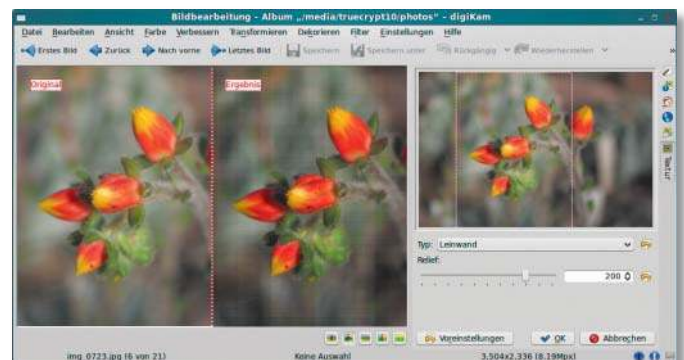 Bildbearbeitung - Album „/media/truecrypt10/photos“ – digiKam
Datei Bearbeiten Ansicht Farbe Verbessern Transformieren Dekorieren Filter Einstellungen Hilfe
Erstes Bild Zurück Nach vorne Letztes Bild Speichern Speichern unter Rückgängig Wiederherstellen
Original
Ergebnis
Textur
Typ: Leinwand
Relief:
200
Voreinstellungen OK Abbrechen
img_0723.jpg (6 von 21) Keine Auswahl 3.504x2.336 (8.19Mpx)